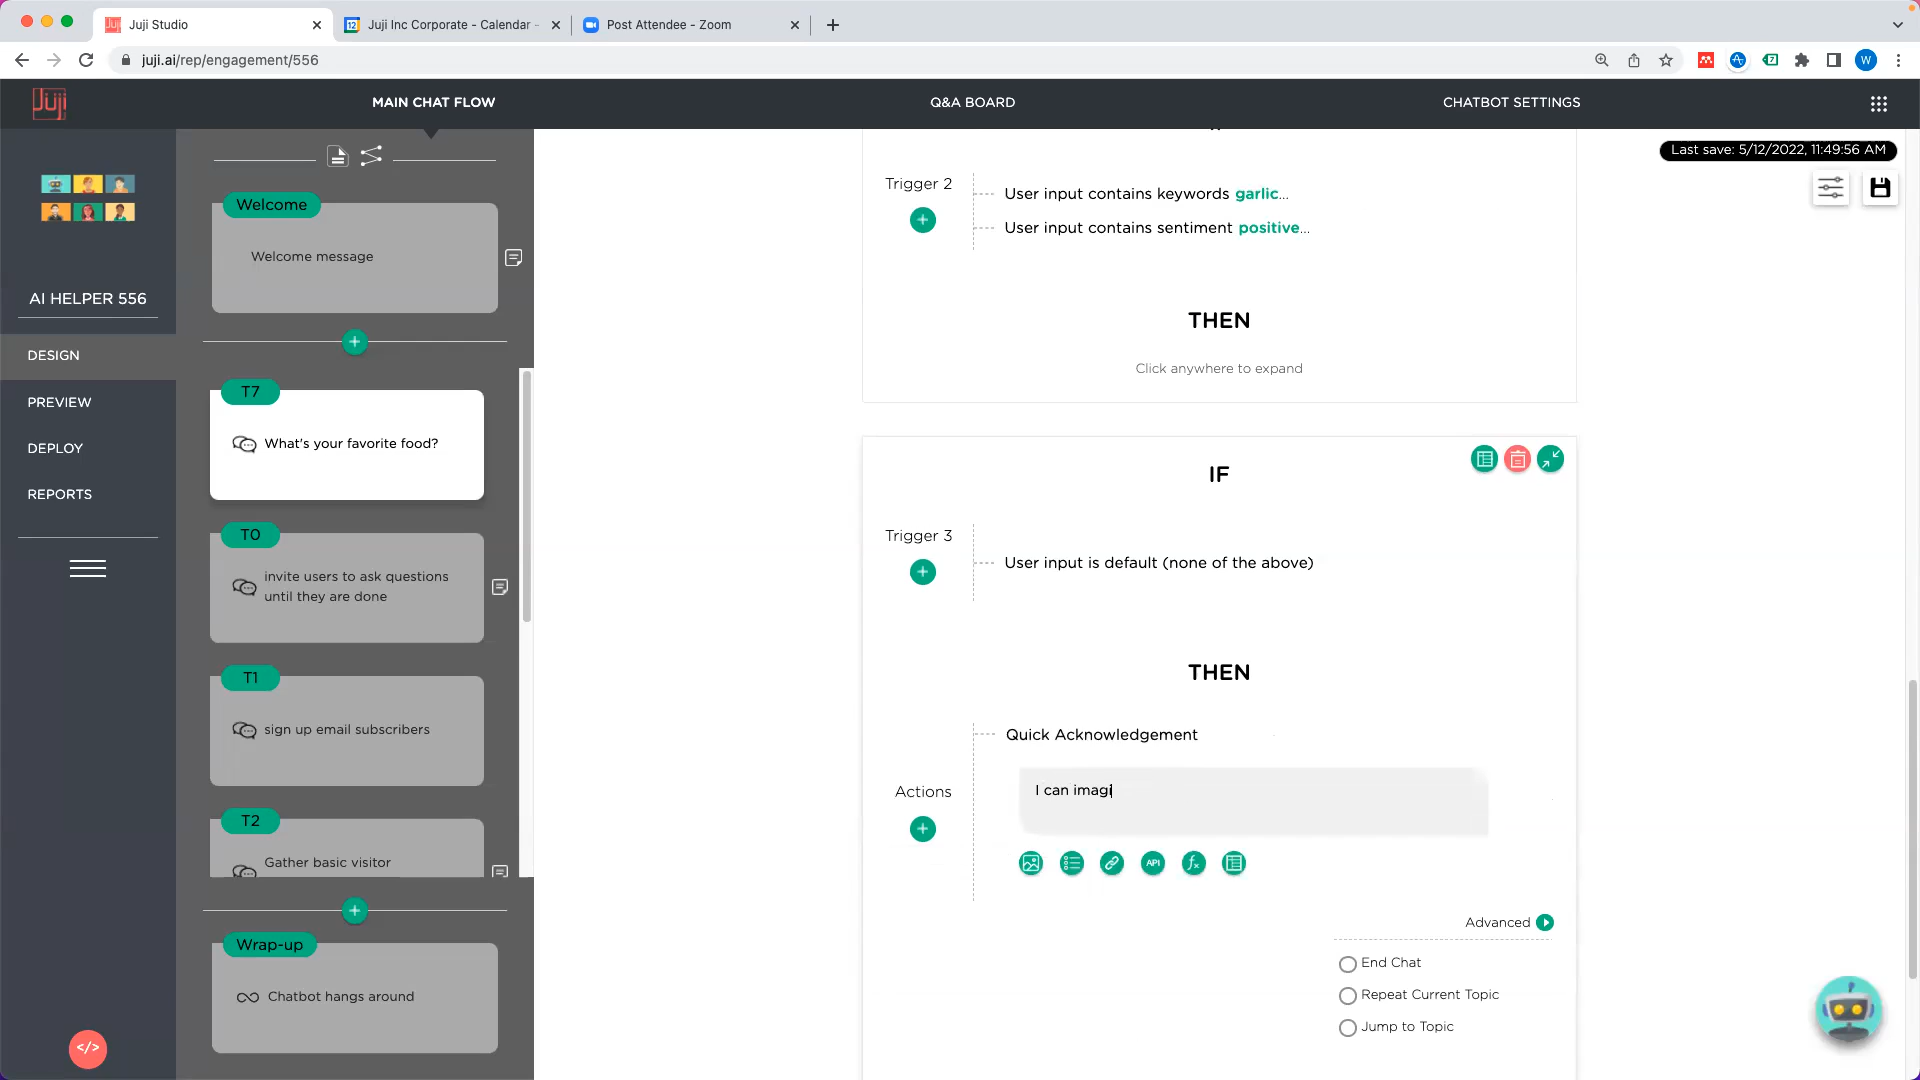 Juji Studio
Juji Inc Corporate - Calendar -
Post Attendee - Zoom
juji.ai/rep/engagement/556
W
Juji
MAIN CHAT FLOW
Q&A BOARD
CHATBOT SETTINGS
Last save: 5/12/2022, 11:49:56 AM
AI HELPER 556
DESIGN
PREVIEW
DEPLOY
REPORTS
</>
Welcome
Welcome message
T7
What's your favorite food?
T0
invite users to ask questions
until they are done
T1
sign up email subscribers
T2
Gather basic visitor
Wrap-up
Chatbot hangs around
Trigger 2
User input contains keywords garlic...
User input contains sentiment positive...
THEN
Click anywhere to expand
IF
Trigger 3
User input is default (none of the above)
THEN
Quick Acknowledgement
Actions
I can imagi
API
fx
Advanced
End Chat
Repeat Current Topic
Jump to Topic